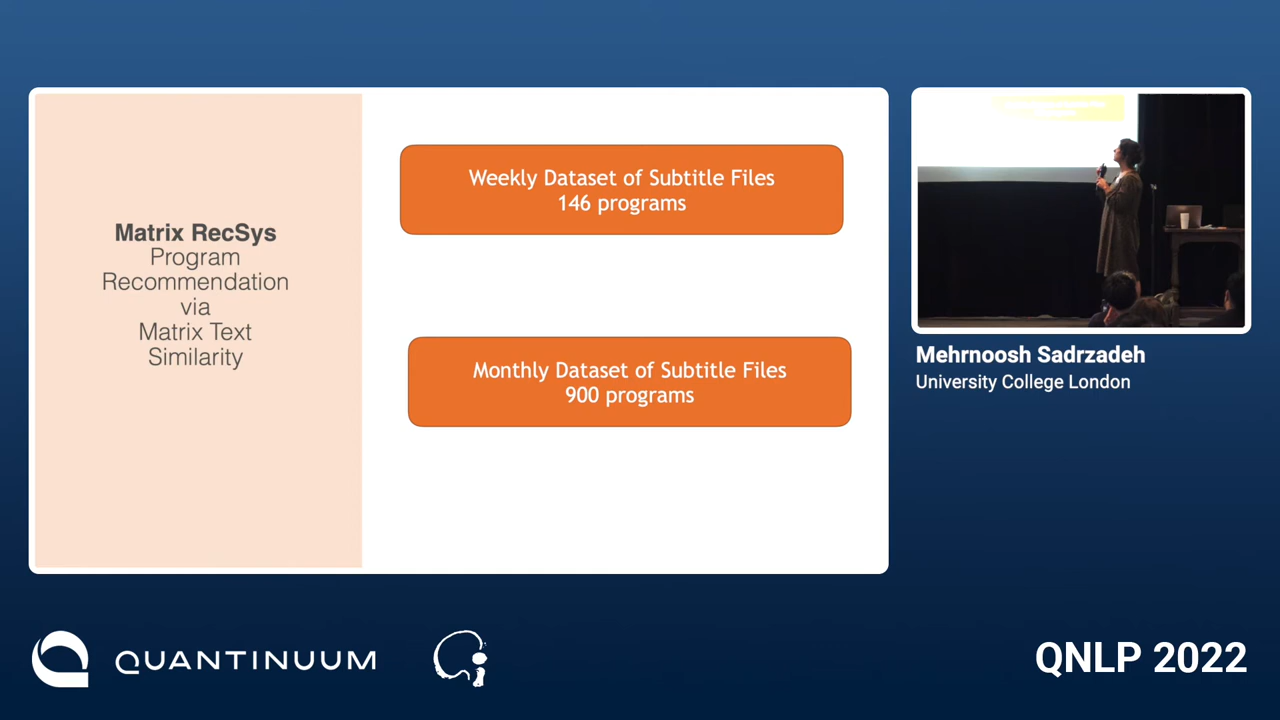 Matrix RecSys
Program
Recommendation
via
Matrix Text
Similarity
Weekly Dataset of Subtitle Files
146 programs
Monthly Dataset of Subtitle Files
900 programs
Mehrnoosh Sadrzadeh
University College London
QUANTINUUM
QNLP 2022